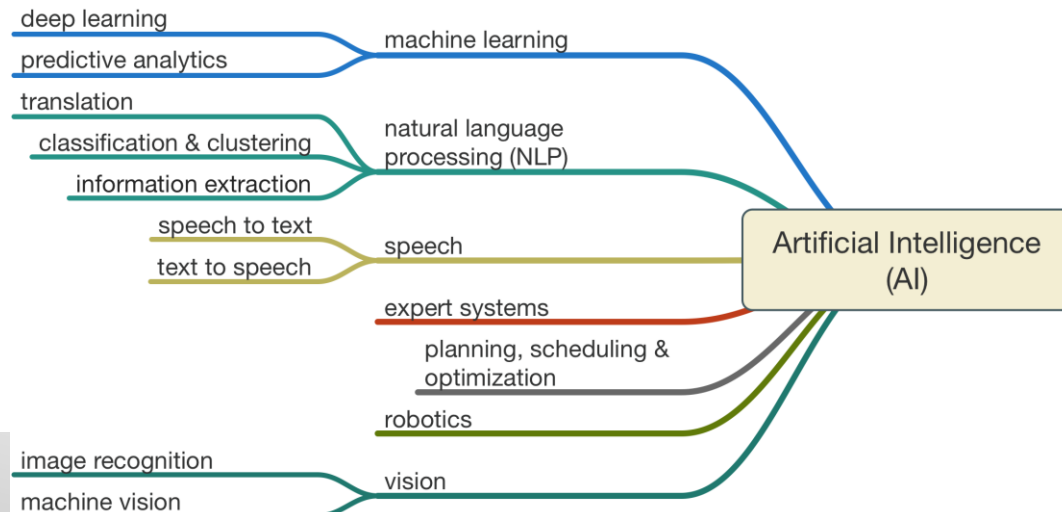 deep learning
machine learning
predictive analytics
translation
natural language
processing (NLP)
classification & clustering
information extraction
speech to text
speech
text to speech
Artificial Intelligence
(AI)
expert systems
planning, scheduling &
optimization
robotics
image recognition
vision
machine vision